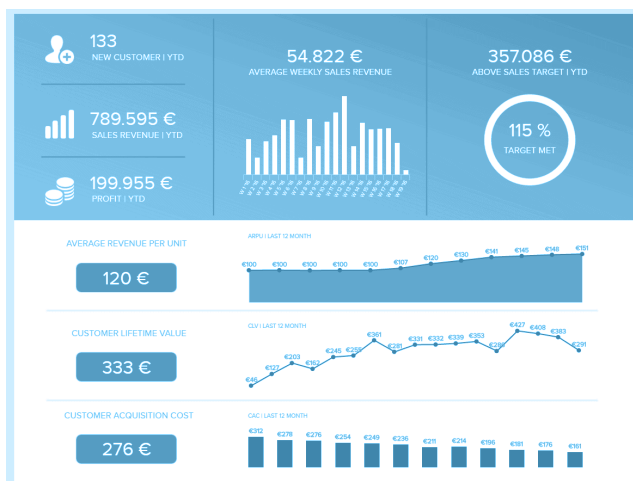 133
NEW CUSTOMER | YTD
789.595 €
SALES REVENUE | YTD
199.955 €
PROFIT | YTD
54.822 €
AVERAGE WEEKLY SALES REVENUE
357.086 €
ABOVE SALES TARGET | YTD
115 %
TARGET MET
AVERAGE REVENUE PER UNIT
120 €
ARPU | LAST 12 MONTH
€100 €100 €100 €100 €100 €107 €120 €130 €141 €145 €148 €151
CUSTOMER LIFETIME VALUE
333 €
CLV | LAST 12 MONTH
€46 €127 €203 €162 €245 €361 €281 €331 €332 €339 €353 €427 €408 €383 €291
CUSTOMER ACQUISITION COST
276 €
CAC | LAST 12 MONTH
€312 €279 €276 €254 €249 €236 €211 €214 €196 €181 €176 €161